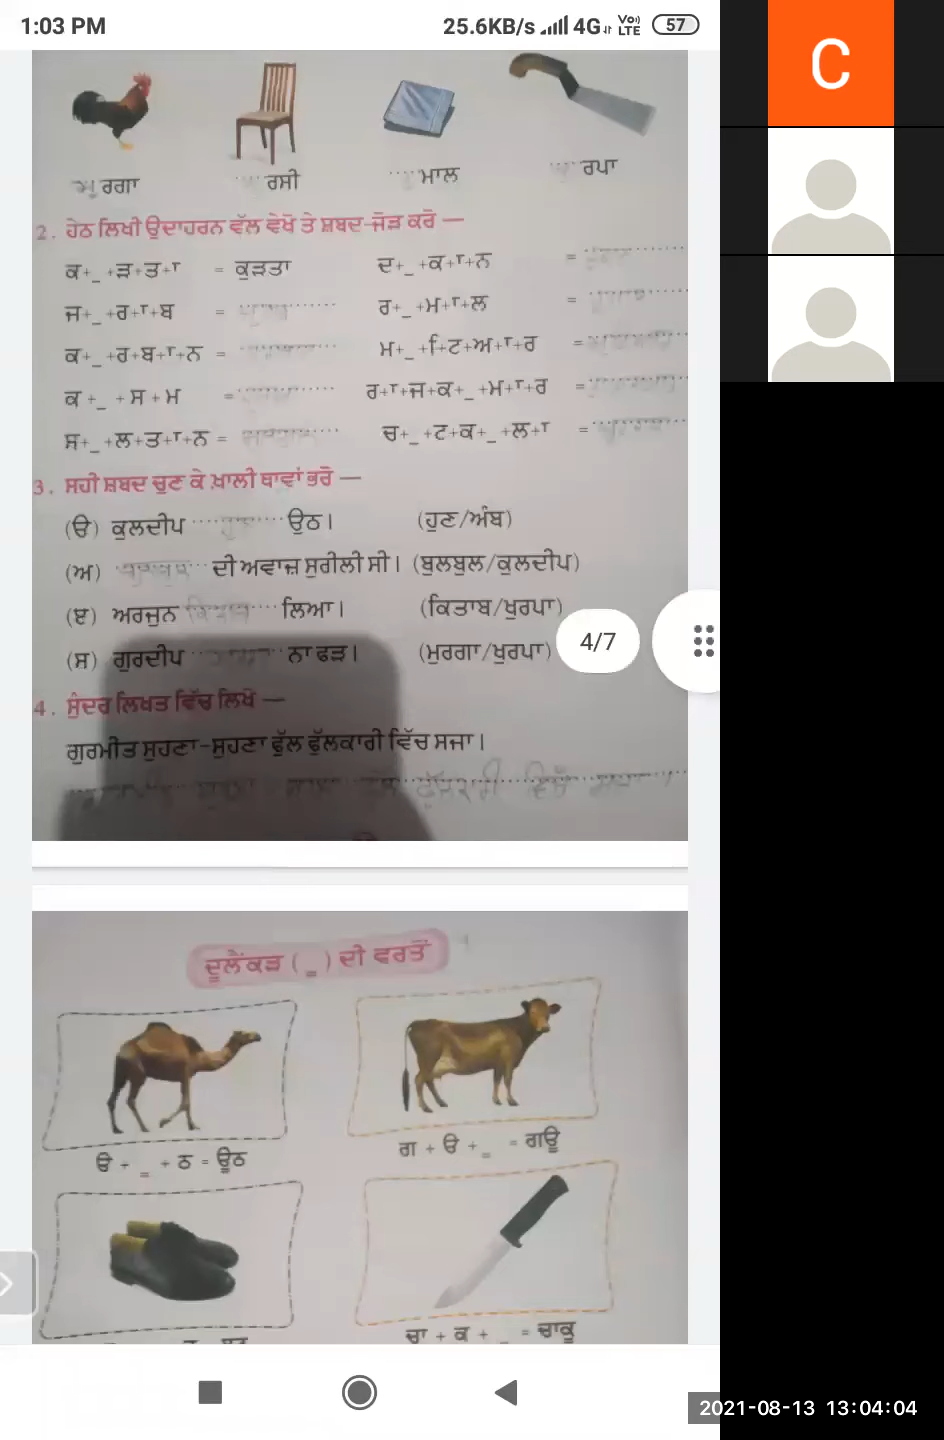 1:03 PM 25.6KB/s 4G Vo) LTE 57
C
ਰਗਾ ਰਸੀ ਮਾਲ ਰਪਾ
2. ਹੇਠ ਲਿਖੀ ਉਦਾਹਰਨ ਵੱਲ ਵੇਖੋ ਤੇ ਸ਼ਬਦ-ਜੋੜ ਕਰੋ —
ਕ+_+ੜ+ਤ+ਾ = ਕੁੜਤਾ ਦ+_+ਕ+ਾ+ਨ =
ਜ+_+ਰ+ਾ+ਬ = ਰ+_+ਮ+ਾ+ਲ =
ਕ+_+ਰ+ਬ+ਾ+ਨ = ਮ+_+ਿ+ਟ+ਅ+ਾ+ਰ =
ਕ+_+ਸ+ਮ = ਰ+ਾ+ਜ+ਕ+_+ਮ+ਾ+ਰ =
ਸ+_+ਲ+ਤ+ਾ+ਨ = ਚ+_+ਟ+ਕ+_+ਲ+ਾ =
3. ਸਹੀ ਸ਼ਬਦ ਚੁਣ ਕੇ ਖ਼ਾਲੀ ਥਾਵਾਂ ਭਰੋ —
(ੳ) ਕੁਲਦੀਪ ਉਠ। (ਹੁਣ/ਅੰਬ)
(ਅ) ਦੀ ਅਵਾਜ਼ ਸੁਰੀਲੀ ਸੀ। (ਬੁਲਬੁਲ/ਕੁਲਦੀਪ)
(ੲ) ਅਰਜੁਨ ਲਿਆ। (ਕਿਤਾਬ/ਖੁਰਪਾ)
(ਸ) ਗੁਰਦੀਪ ਨਾ ਫੜ। (ਮੁਰਗਾ/ਖੁਰਪਾ)
4/7
4. ਸੁੰਦਰ ਲਿਖਤ ਵਿੱਚ ਲਿਖੋ —
ਗੁਰਮੀਤ ਸੁਹਣਾ-ਸੁਹਣਾ ਫੁੱਲ ਫੁੱਲਕਾਰੀ ਵਿੱਚ ਸਜਾ।
ਦੂਲੈਂਕੜ ( ੂ ) ਦੀ ਵਰਤੋਂ
ੳ + ੂ + ਠ = ਊਠ ਗ + ੳ + ੂ = ਗਊ
ਚਾ + ਕ + = ਚਾਕੂ
2021-08-13 13:04:04